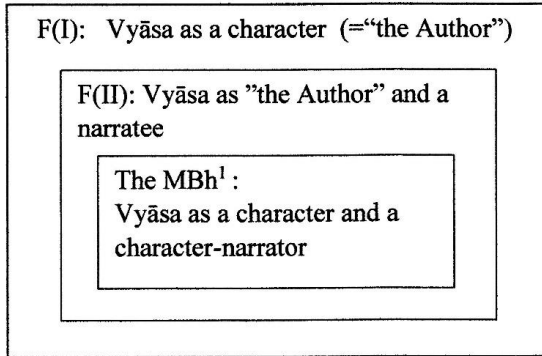 F(I): Vyāsa as a character (=“the Author”)
F(II): Vyāsa as ”the Author” and a
narratee
The MBh¹ :
Vyāsa as a character and a
character-narrator